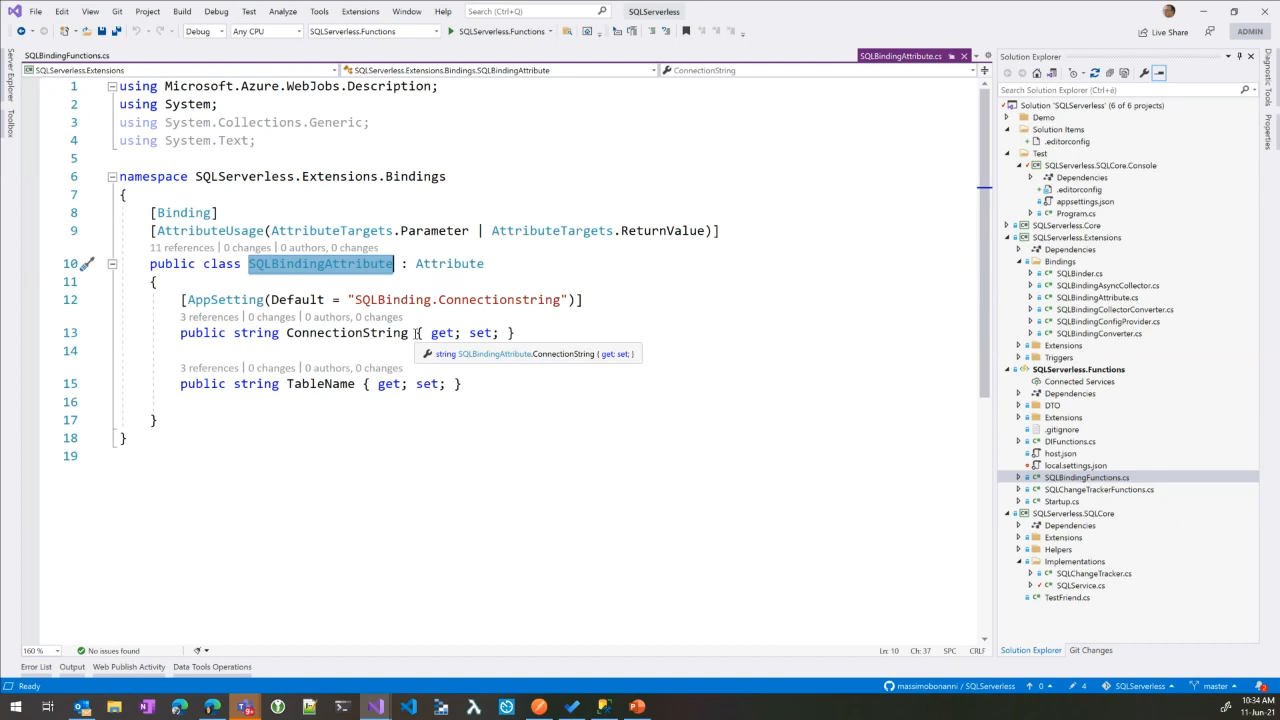 File Edit View Git Project Build Debug Test Analyze Tools Extensions Window Help Search (Ctrl+Q) SQLServerless
Debug Any CPU SQLServerless.Functions SQLServerless.Functions Live Share ADMIN
Server Explorer
Toolbox
SQLBindingFunctions.cs SQLBindingAttribute.cs
SQLServerless.Extensions SQLServerless.Extensions.Bindings.SQLBindingAttribute ConnectionString
1 using Microsoft.Azure.WebJobs.Description;
2 using System;
3 using System.Collections.Generic;
4 using System.Text;
5
6 namespace SQLServerless.Extensions.Bindings
7 {
8 [Binding]
9 [AttributeUsage(AttributeTargets.Parameter | AttributeTargets.ReturnValue)]
11 references | 0 changes | 0 authors, 0 changes
10 public class SQLBindingAttribute : Attribute
11 {
12 [AppSetting(Default = "SQLBinding.Connectionstring")]
3 references | 0 changes | 0 authors, 0 changes
13 public string ConnectionString { get; set; }
string SQLBindingAttribute.ConnectionString { get; set; }
14
3 references | 0 changes | 0 authors, 0 changes
15 public string TableName { get; set; }
16
17 }
18 }
19
160 % No issues found Ln: 10 Ch: 37 SPC CRLF
Error List Output Web Publish Activity Data Tools Operations
Solution Explorer
Search Solution Explorer (Ctrl+è)
Solution 'SQLServerless' (6 of 6 projects)
Demo
Solution Items
.editorconfig
Test
SQLServerless.SQLCore.Console
Dependencies
.editorconfig
appsettings.json
Program.cs
SQLServerless.Core
SQLServerless.Extensions
Dependencies
Bindings
SQLBinder.cs
SQLBindingAsyncCollector.cs
SQLBindingAttribute.cs
SQLBindingCollectorConverter.cs
SQLBindingConfigProvider.cs
SQLBindingConverter.cs
Extensions
Triggers
SQLServerless.Functions
Connected Services
Dependencies
DTO
Extensions
.gitignore
DIFunctions.cs
host.json
local.settings.json
SQLBindingFunctions.cs
SQLChangeTrackerFunctions.cs
Startup.cs
SQLServerless.SQLCore
Dependencies
Extensions
Helpers
Implementations
SQLChangeTracker.cs
SQLService.cs
TestFriend.cs
Solution Explorer Git Changes
Diagnostic Tools
Properties
Ready massimobonanni / SQLServerless 0 4 SQLServerless master 2
10:34 AM
11-Jun-21